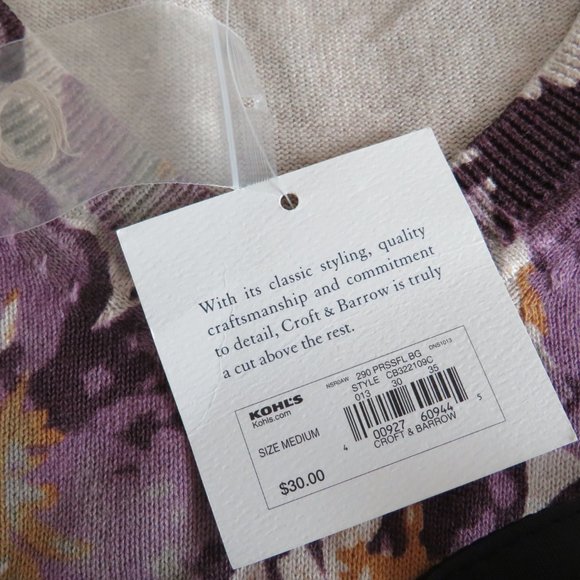 With its classic styling, quality
craftsmanship and commitment
to detail, Croft & Barrow is truly
a cut above the rest.
KOHL'S
Kohls.com
NSR0AW 290 PRSSFL BG DNS1013
STYLE CB322109C
013 30 35
SIZE MEDIUM
4 00927 60944 5
CROFT & BARROW
$30.00